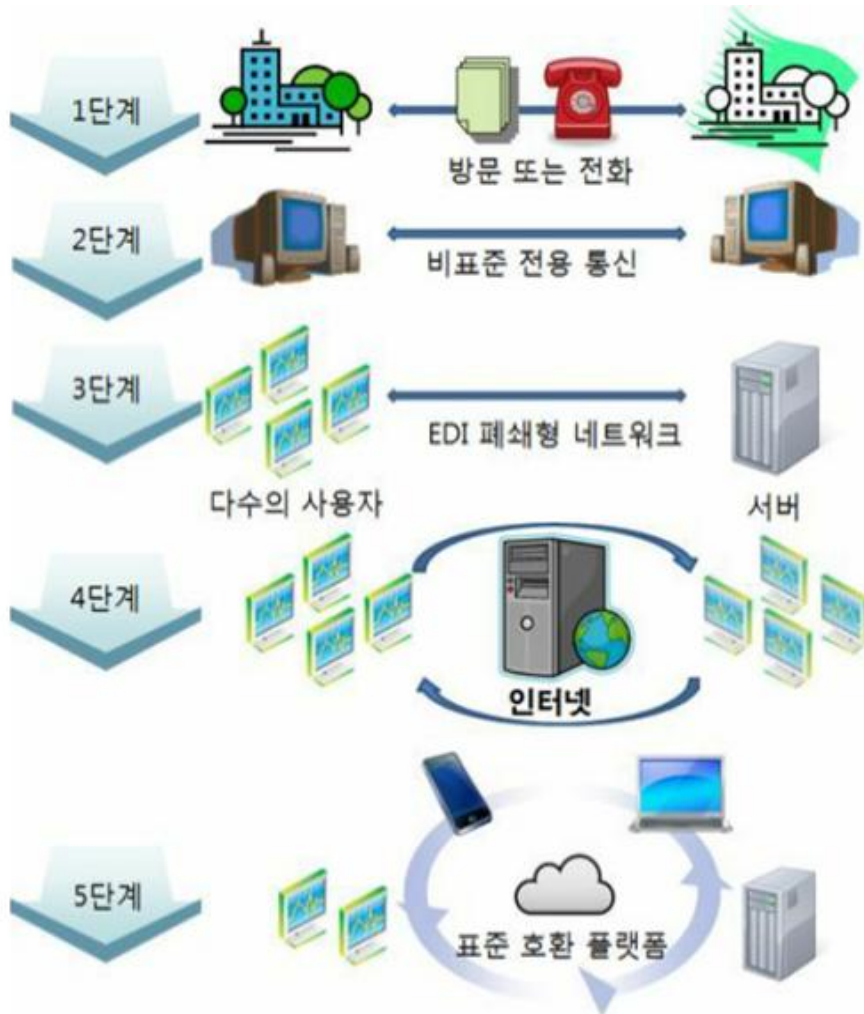 1단계
방문 또는 전화
2단계
비표준 전용 통신
3단계
EDI 폐쇄형 네트워크
다수의 사용자
서버
4단계
인터넷
5단계
표준 호환 플랫폼